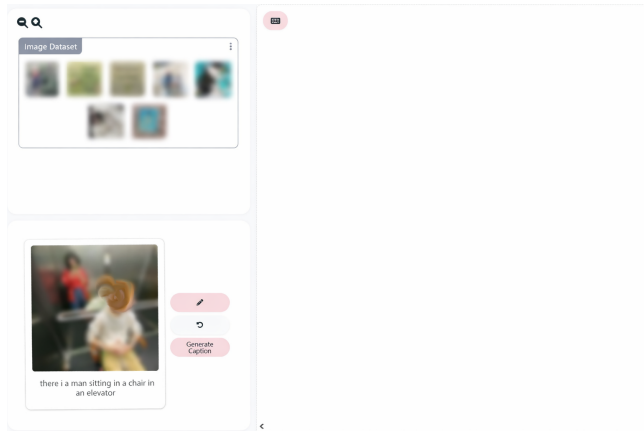 Image Dataset
Generate
Caption
there i a man sitting in a chair in
an elevator